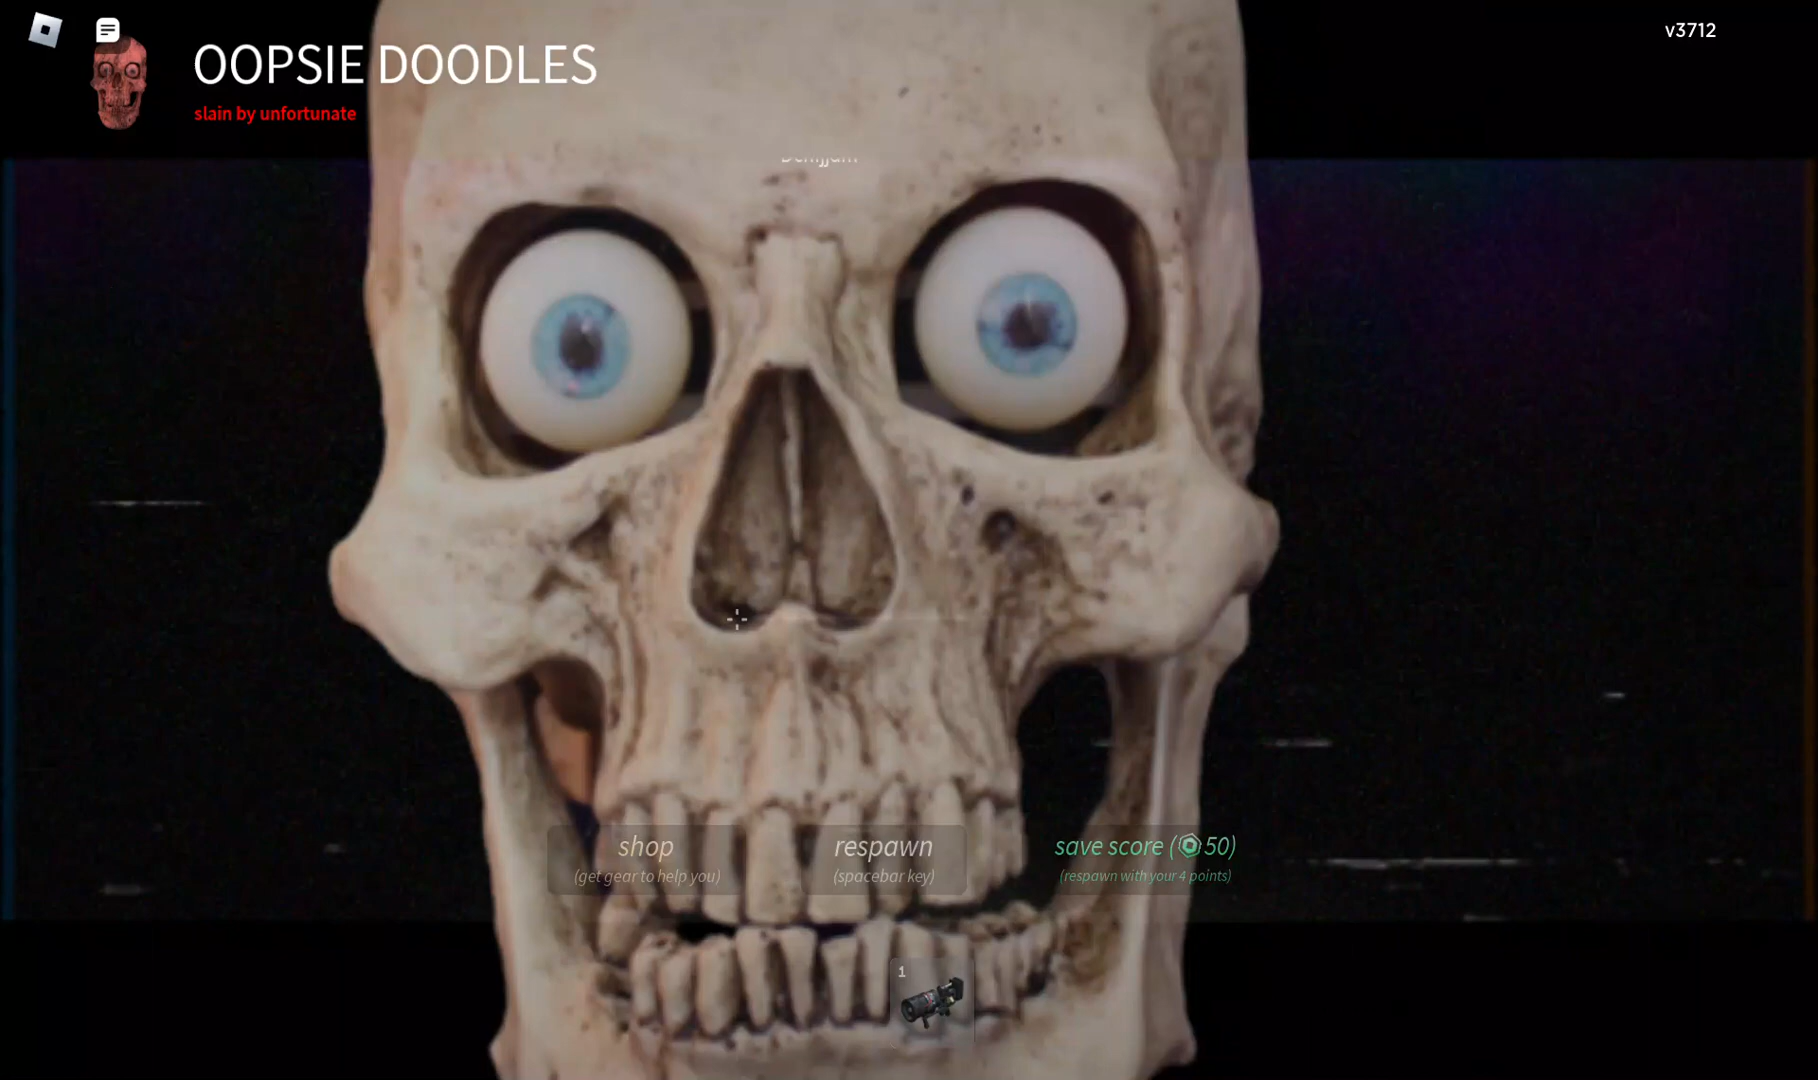 v3712
OOPSIE DOODLES
slain by unfortunate
shop
(get gear to help you)
respawn
(spacebar key)
save score (50)
(respawn with your 4 points)
1